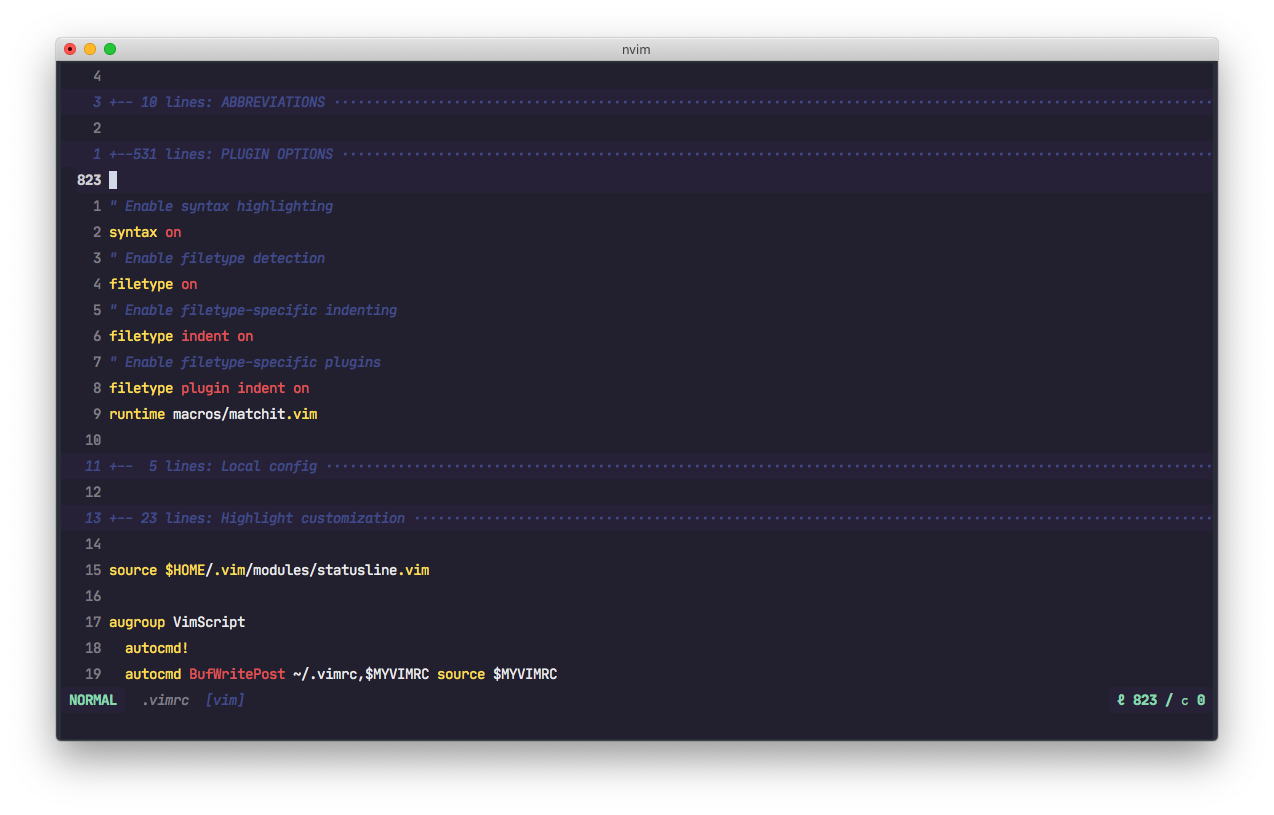 nvim
4
3 +-- 10 lines: ABBREVIATIONS ··············································································································
2
1 +--531 lines: PLUGIN OPTIONS ·············································································································
823
1 " Enable syntax highlighting
2 syntax on
3 " Enable filetype detection
4 filetype on
5 " Enable filetype-specific indenting
6 filetype indent on
7 " Enable filetype-specific plugins
8 filetype plugin indent on
9 runtime macros/matchit.vim
10
11 +--  5 lines: Local config ···············································································································
12
13 +-- 23 lines: Highlight customization ····································································································
14
15 source $HOME/.vim/modules/statusline.vim
16
17 augroup VimScript
18   autocmd!
19   autocmd BufWritePost ~/.vimrc,$MYVIMRC source $MYVIMRC
NORMAL .vimrc [vim] ℓ 823 / c 0